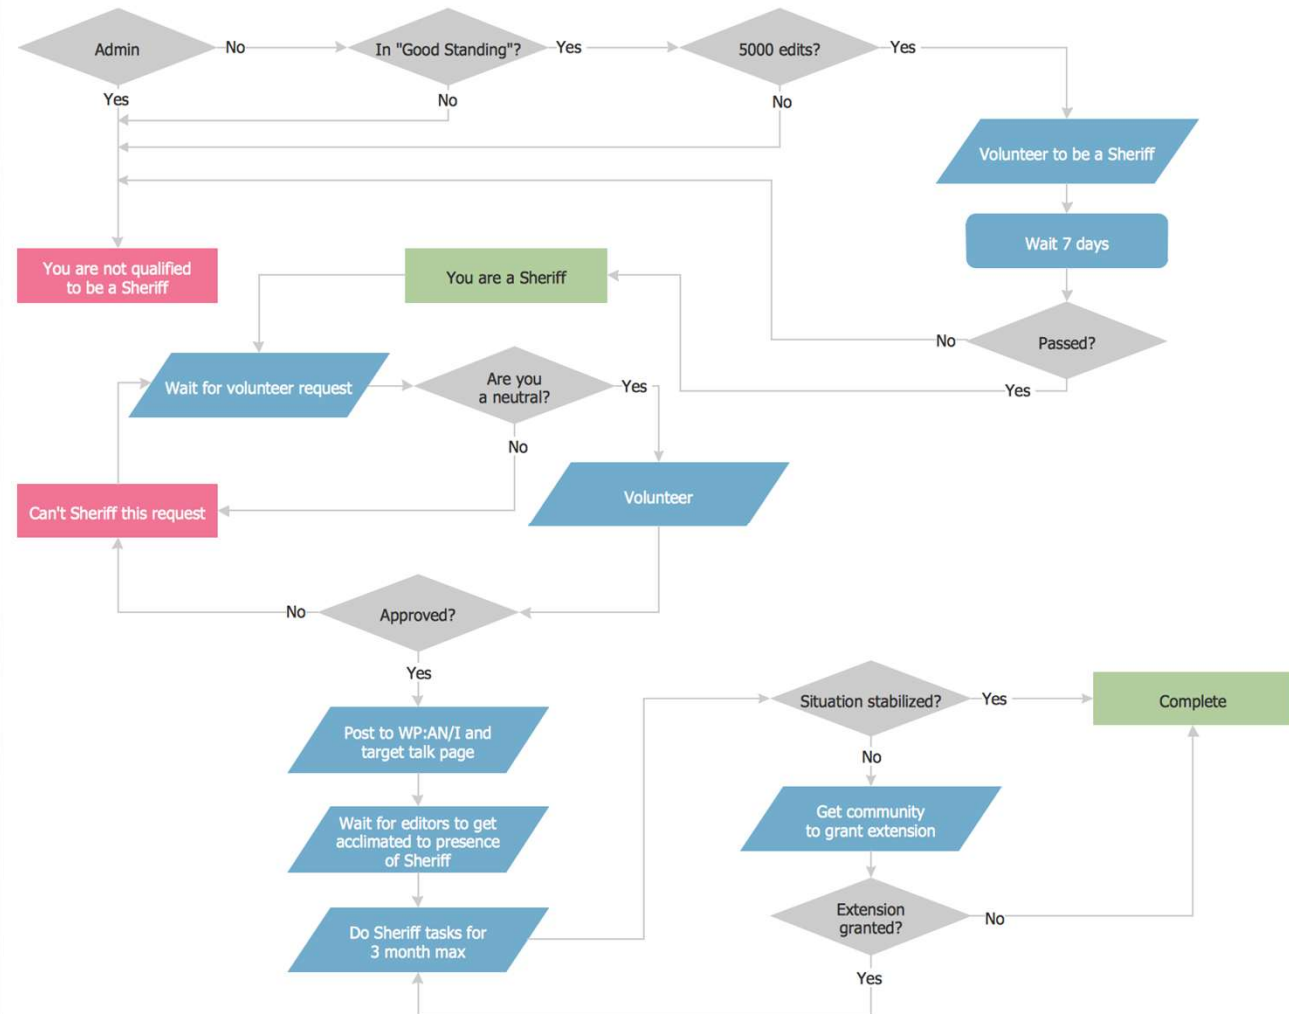 Admin
No
In "Good Standing"?
Yes
5000 edits?
Yes
Yes
No
No
Volunteer to be a Sheriff
Wait 7 days
You are not qualified
to be a Sheriff
You are a Sheriff
No
Passed?
Yes
Wait for volunteer request
Are you
a neutral?
Yes
No
Can't Sheriff this request
Volunteer
No
Approved?
Yes
Situation stabilized?
Yes
Complete
Post to WP:AN/I and
target talk page
No
Wait for editors to get
acclimated to presence
of Sheriff
Get community
to grant extension
Do Sheriff tasks for
3 month max
Extension
granted?
No
Yes